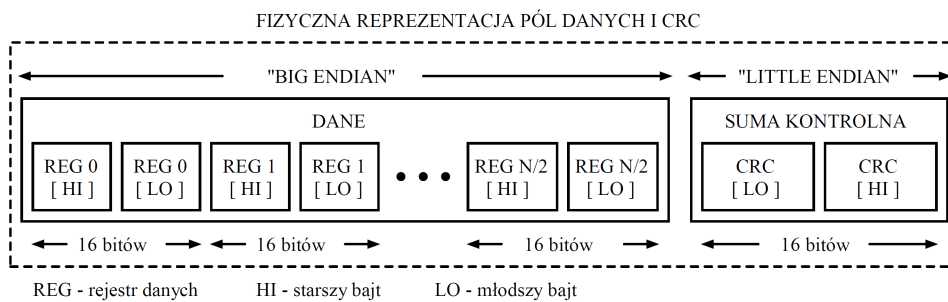 FIZYCZNA REPREZENTACJA PÓL DANYCH I CRC
"BIG ENDIAN" "LITTLE ENDIAN"
DANE SUMA KONTROLNA
REG 0 REG 0 REG 1 REG 1 REG N/2 REG N/2 CRC CRC
[ HI ] [ LO ] [ HI ] [ LO ] [ HI ] [ LO ] [ LO ] [ HI ]
16 bitów 16 bitów 16 bitów 16 bitów
REG - rejestr danych HI - starszy bajt LO - młodszy bajt